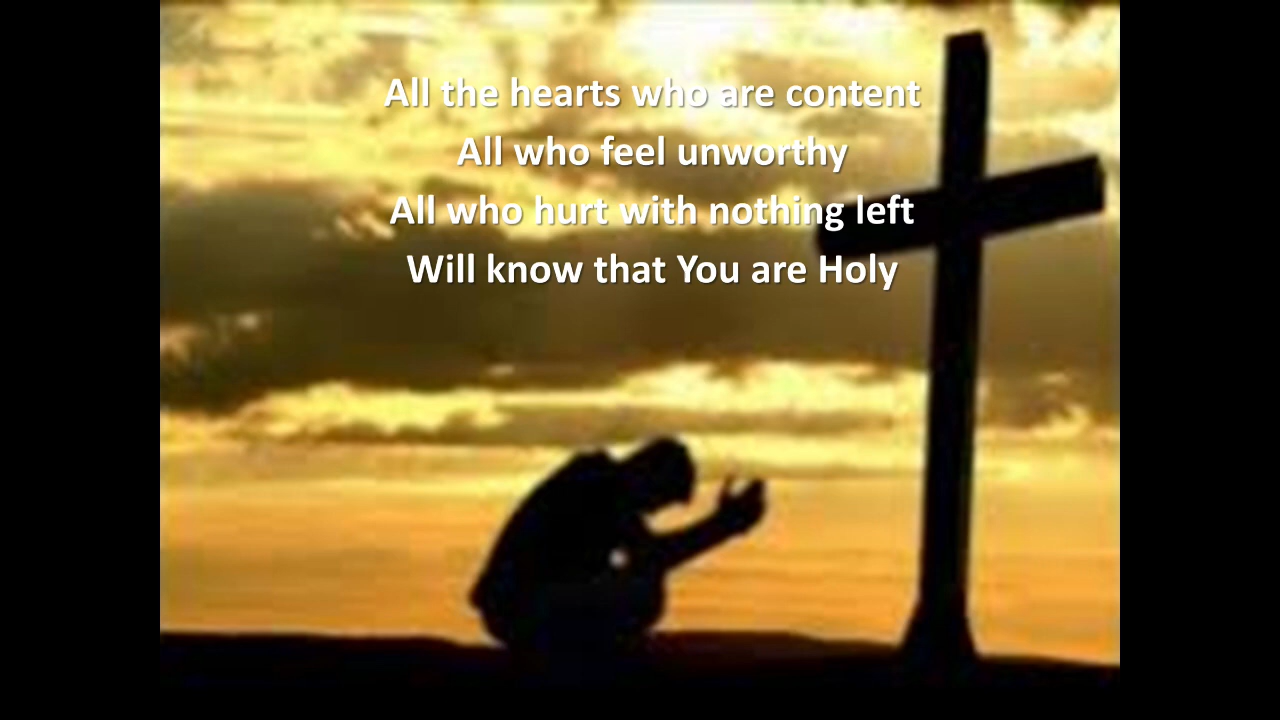 All the hearts who are content
All who feel unworthy
All who hurt with nothing left
Will know that You are Holy